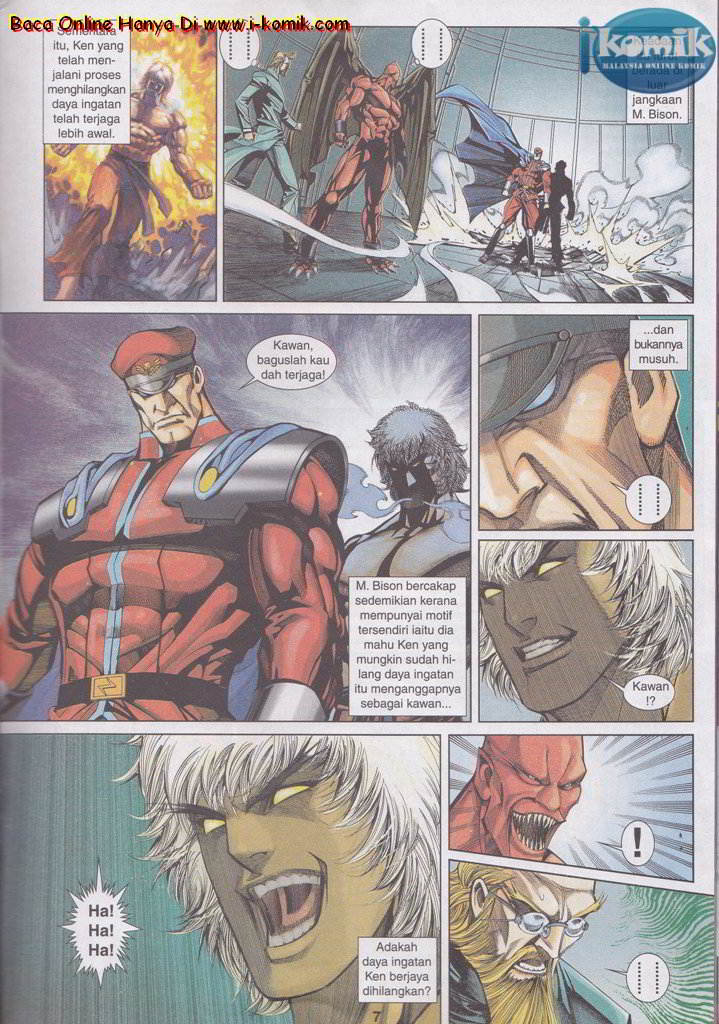 Baca Online Hanya Di www.i-komik.com
ikomik
MALAYSIA ONLINE KOMIK
Sementara
itu, Ken yang
telah men-
jalani proses
menghilangkan
daya ingatan
telah terjaga
lebih awal.
berada di
luar
jangkaan
M. Bison.
Kawan,
baguslah kau
dah terjaga!
...dan
bukannya
musuh.
M. Bison bercakap
sedemikian kerana
mempunyai motif
tersendiri iaitu dia
mahu Ken yang
mungkin sudah hi-
lang daya ingatan
itu menganggapnya
sebagai kawan...
Kawan
!?
Ha!
Ha!
Ha!
Adakah
daya ingatan
Ken berjaya
dihilangkan?
!
7